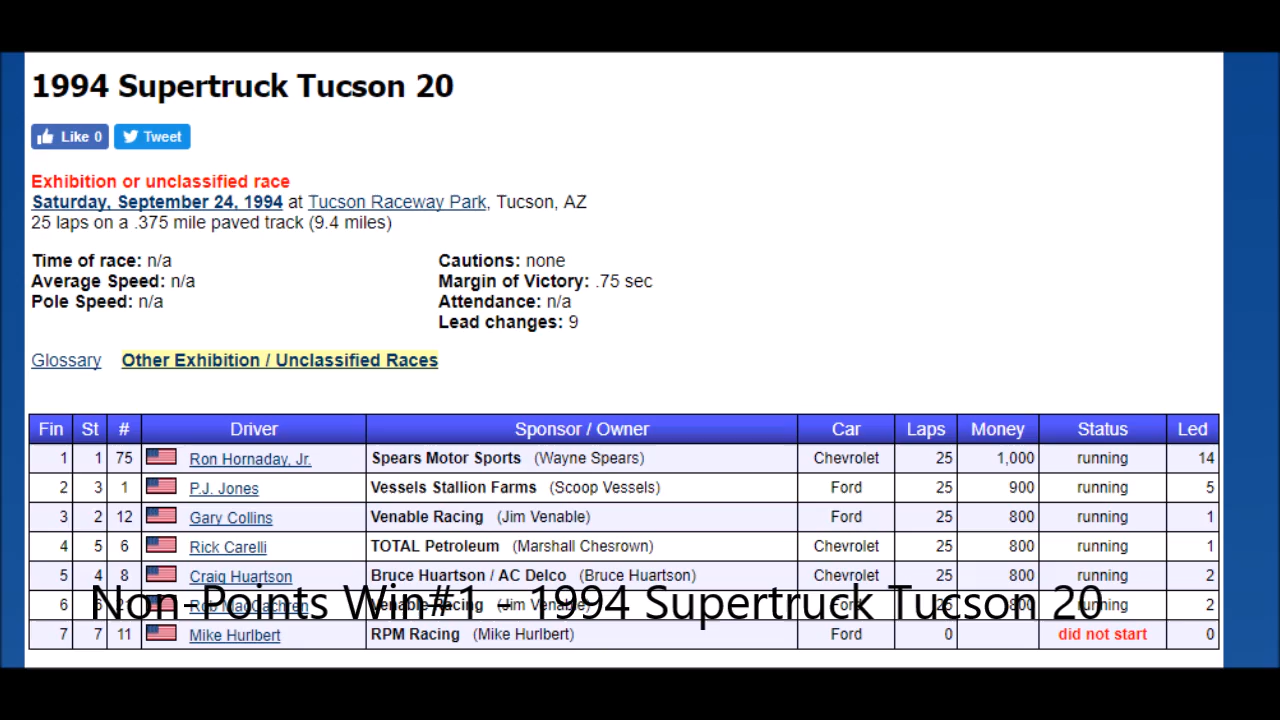 1994 Supertruck Tucson 20
Like 0 Tweet
Exhibition or unclassified race
Saturday, September 24, 1994 at Tucson Raceway Park, Tucson, AZ
25 laps on a .375 mile paved track (9.4 miles)
Time of race: n/a Cautions: none
Average Speed: n/a Margin of Victory: .75 sec
Pole Speed: n/a Attendance: n/a
Lead changes: 9
Glossary Other Exhibition / Unclassified Races
Fin St # Driver Sponsor / Owner Car Laps Money Status Led
1 1 75 Ron Hornaday, Jr. Spears Motor Sports (Wayne Spears) Chevrolet 25 1,000 running 14
2 3 1 P.J. Jones Vessels Stallion Farms (Scoop Vessels) Ford 25 900 running 5
3 2 12 Gary Collins Venable Racing (Jim Venable) Ford 25 800 running 1
4 5 6 Rick Carelli TOTAL Petroleum (Marshall Chesrown) Chevrolet 25 800 running 1
5 4 8 Craig Huartson Bruce Huartson / AC Delco (Bruce Huartson) Chevrolet 25 800 running 2
6 6 Rob MacCachren Venable Racing (Jim Venable) Ford 25 800 running 2
Non-Points Win#1 - 1994 Supertruck Tucson 20
7 7 11 Mike Hurlbert RPM Racing (Mike Hurlbert) Ford 0 did not start 0